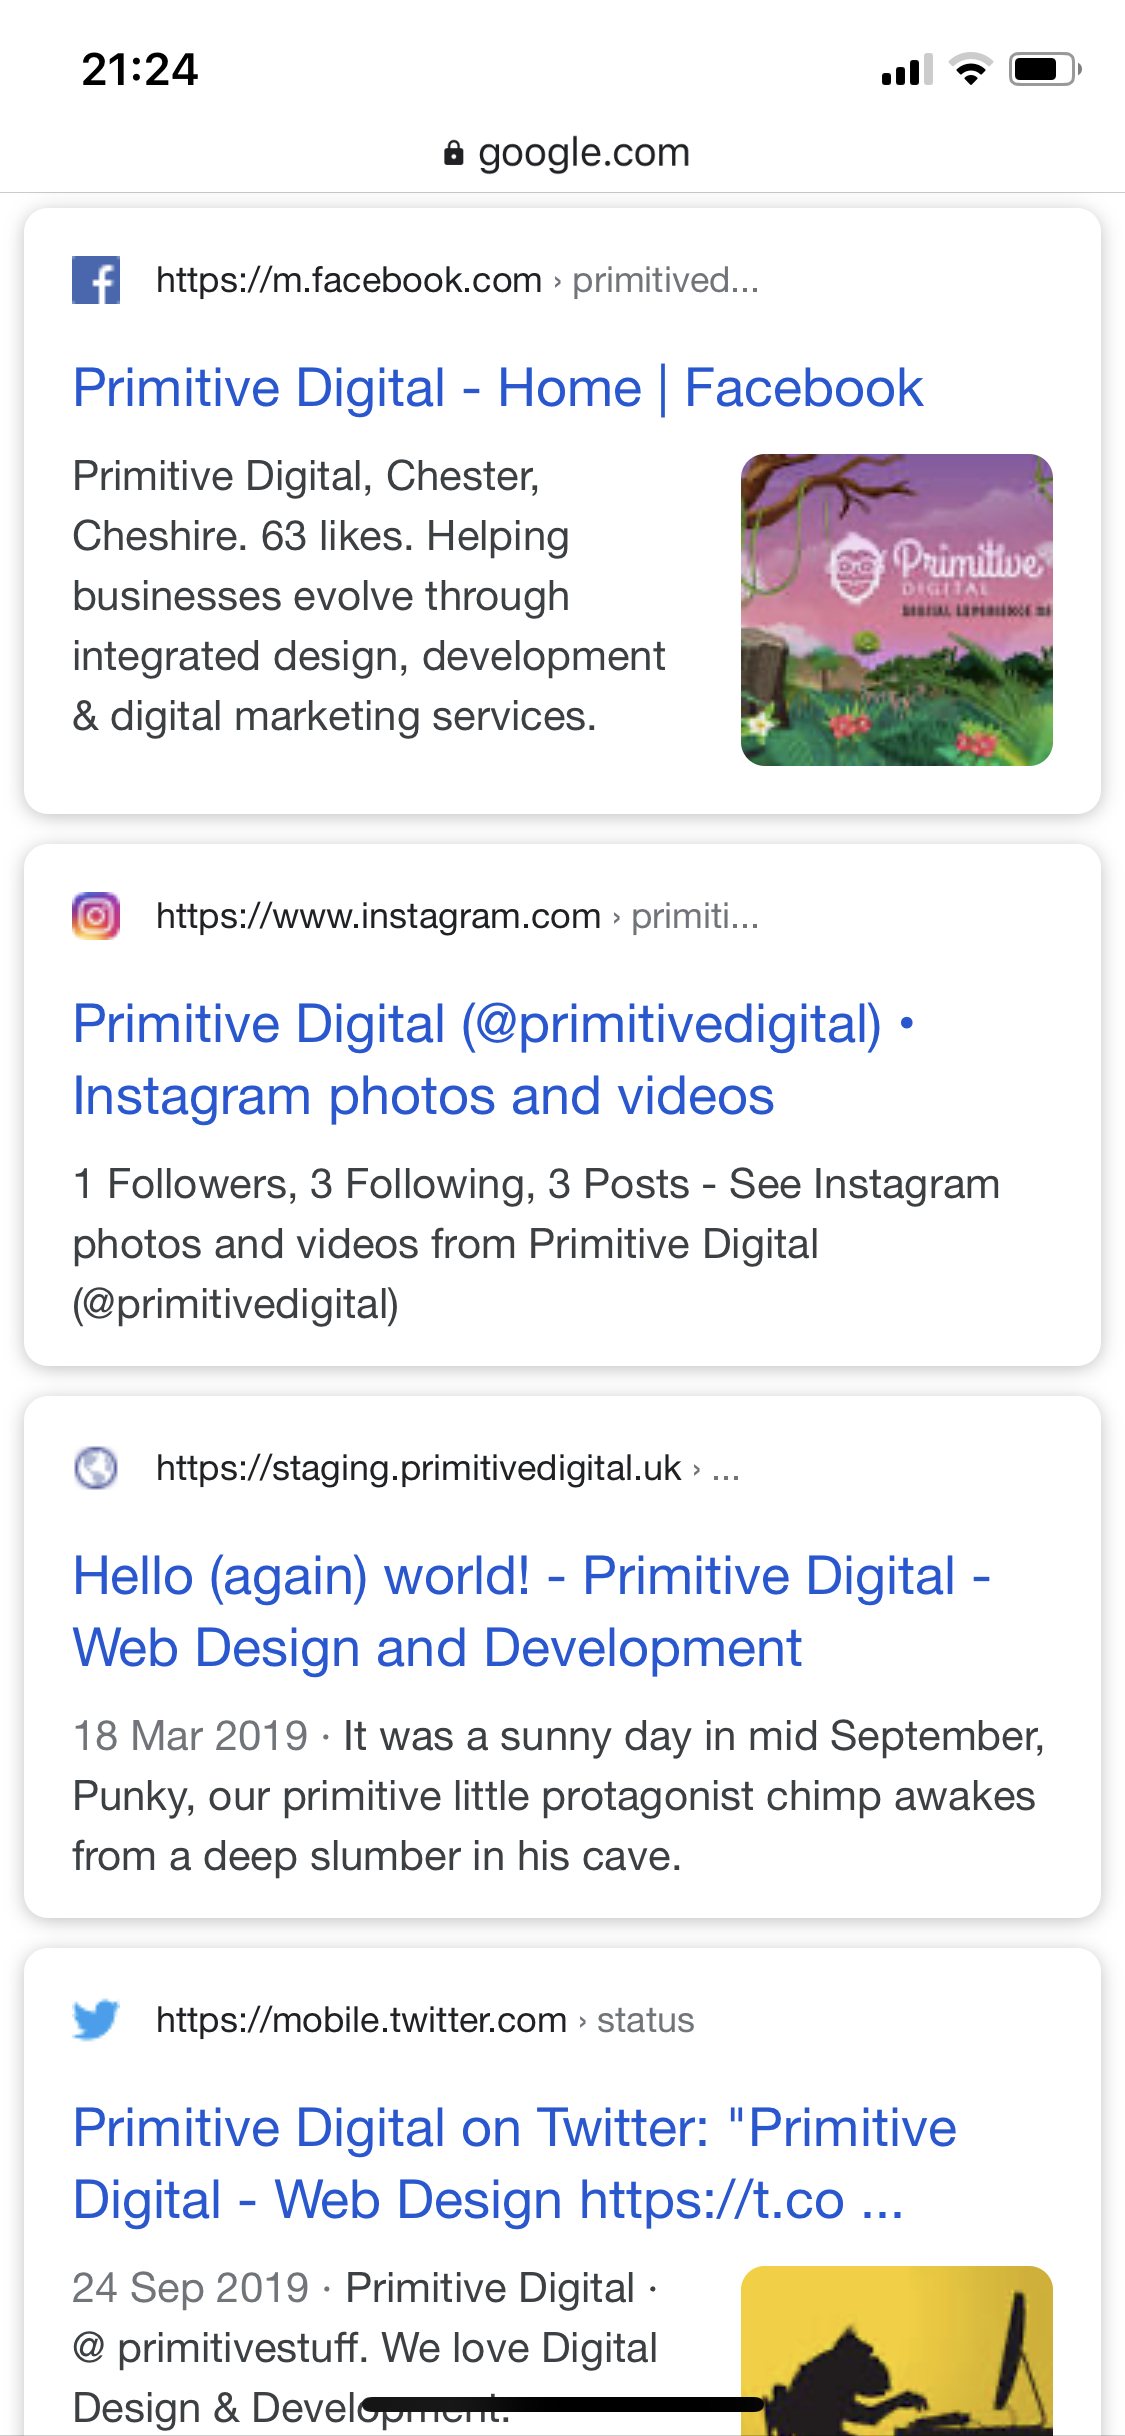 21:24
google.com
https://m.facebook.com › primitived...
Primitive Digital - Home | Facebook
Primitive Digital, Chester,
Cheshire. 63 likes. Helping
businesses evolve through
integrated design, development
& digital marketing services.
Primitive
DIGITAL
DIGITAL EXPERIENCE
https://www.instagram.com › primiti...
Primitive Digital (@primitivedigital) •
Instagram photos and videos
1 Followers, 3 Following, 3 Posts - See Instagram
photos and videos from Primitive Digital
(@primitivedigital)
https://staging.primitivedigital.uk › ...
Hello (again) world! - Primitive Digital -
Web Design and Development
18 Mar 2019 · It was a sunny day in mid September,
Punky, our primitive little protagonist chimp awakes
from a deep slumber in his cave.
https://mobile.twitter.com › status
Primitive Digital on Twitter: "Primitive
Digital - Web Design https://t.co ...
24 Sep 2019 · Primitive Digital ·
@ primitivestuff. We love Digital
Design & Development.